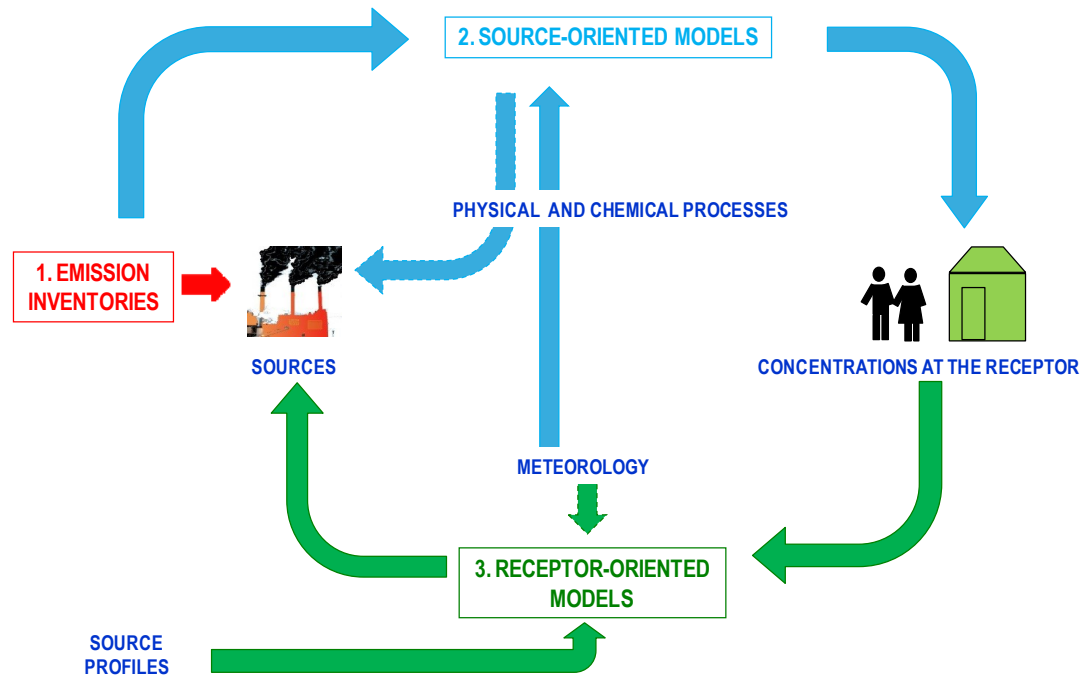 2. SOURCE-ORIENTED MODELS
PHYSICAL AND CHEMICAL PROCESSES
1. EMISSION
INVENTORIES
SOURCES
CONCENTRATIONS AT THE RECEPTOR
METEOROLOGY
3. RECEPTOR-ORIENTED
MODELS
SOURCE
PROFILES